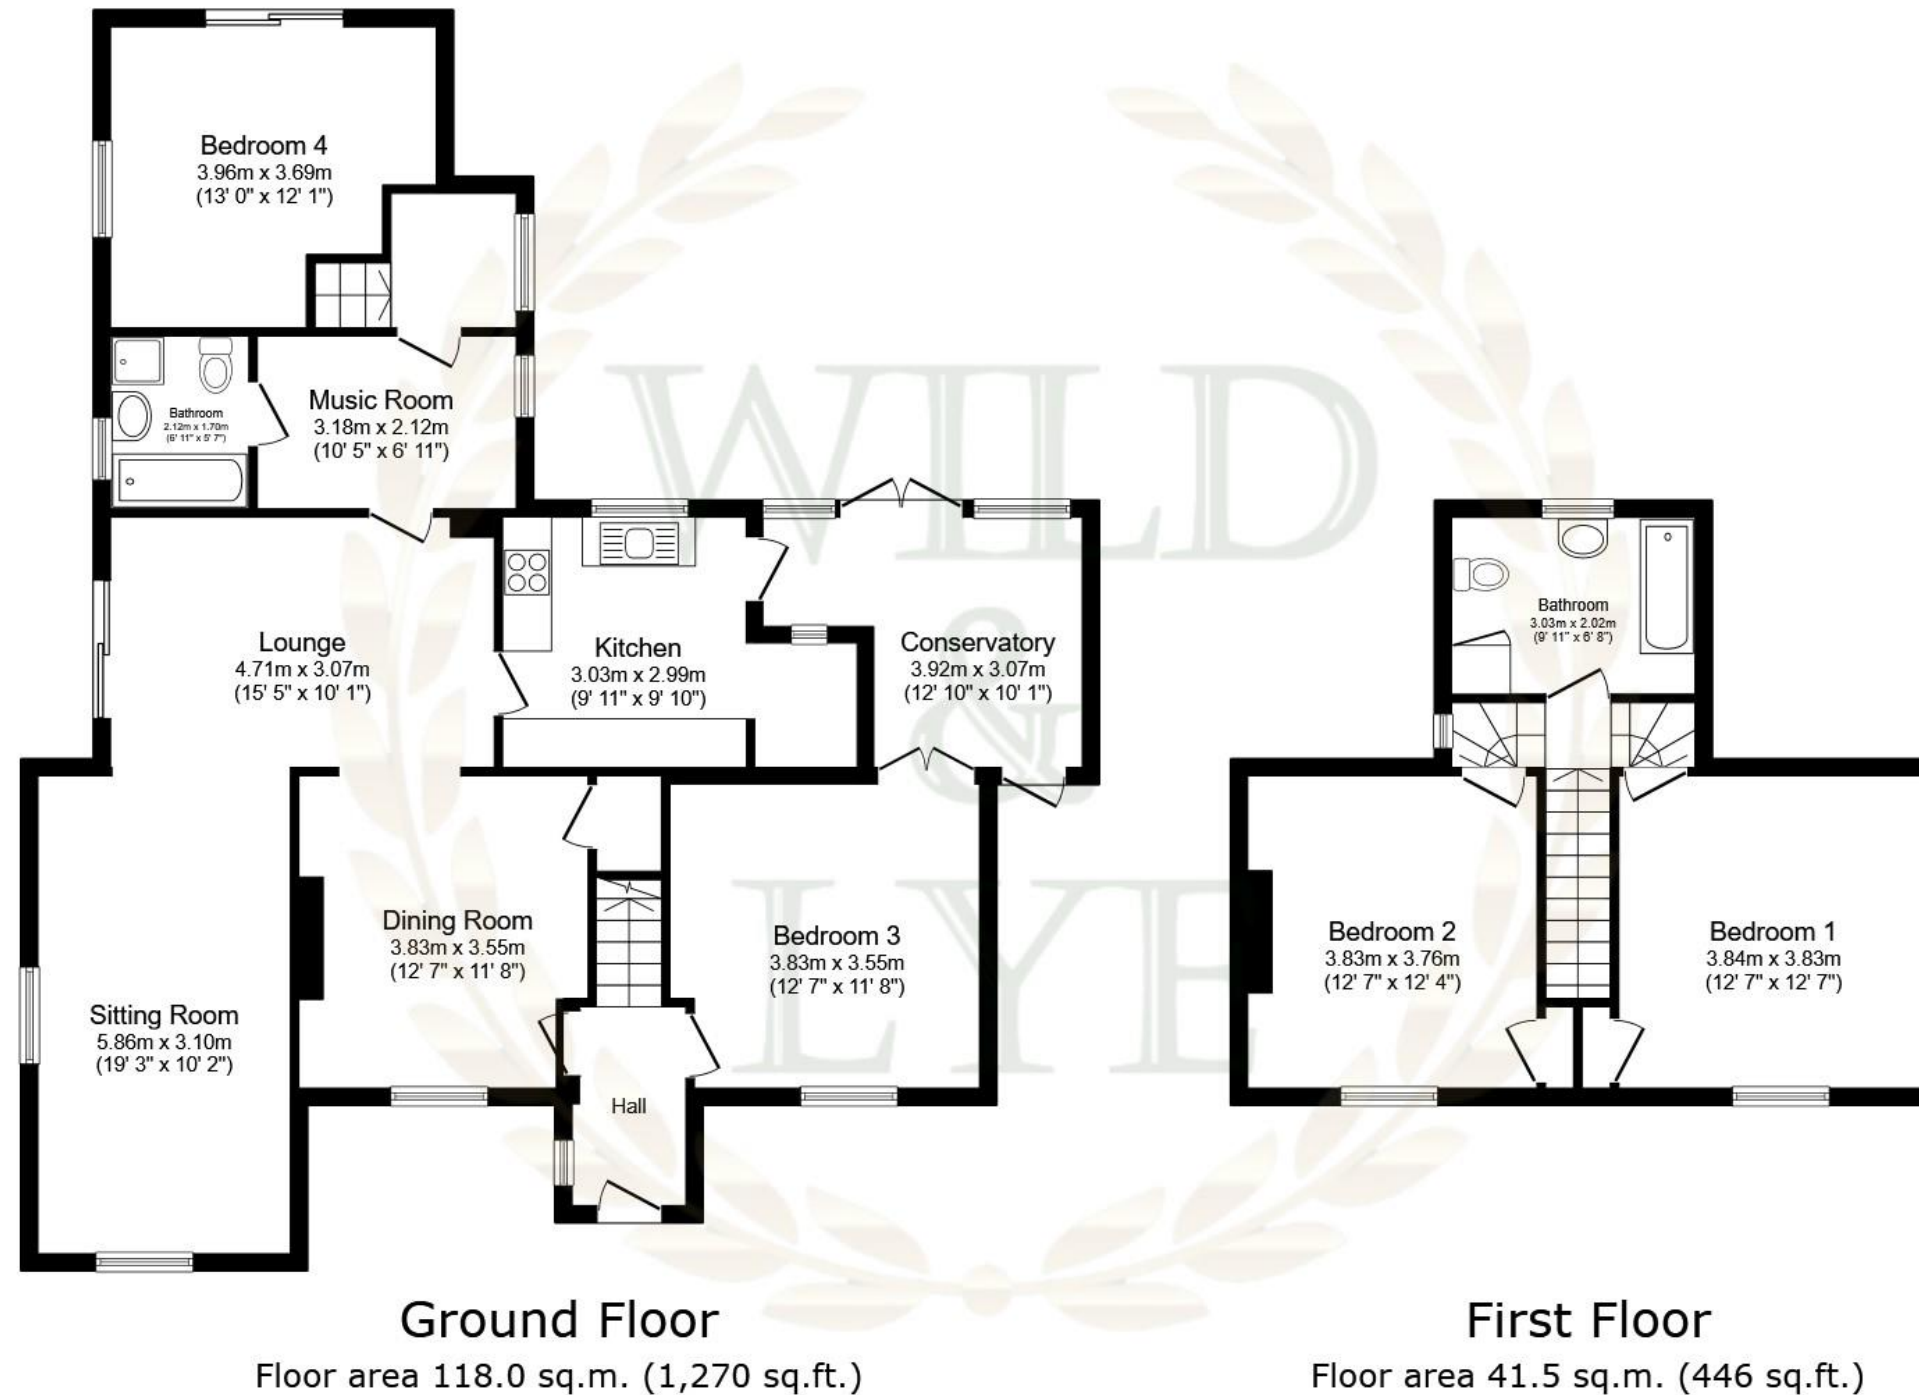 Bedroom 4
3.96m x 3.69m
(13' 0" x 12' 1")
Bathroom
2.12m x 1.70m
(6' 11" x 5' 7")
Music Room
3.18m x 2.12m
(10' 5" x 6' 11")
Lounge
4.71m x 3.07m
(15' 5" x 10' 1")
Kitchen
3.03m x 2.99m
(9' 11" x 9' 10")
Conservatory
3.92m x 3.07m
(12' 10" x 10' 1")
Sitting Room
5.86m x 3.10m
(19' 3" x 10' 2")
Dining Room
3.83m x 3.55m
(12' 7" x 11' 8")
Bedroom 3
3.83m x 3.55m
(12' 7" x 11' 8")
Hall
WILD
&
LYE
Ground Floor
Floor area 118.0 sq.m. (1,270 sq.ft.)
Bathroom
3.03m x 2.02m
(9' 11" x 6' 8")
Bedroom 2
3.83m x 3.76m
(12' 7" x 12' 4")
Bedroom 1
3.84m x 3.83m
(12' 7" x 12' 7")
First Floor
Floor area 41.5 sq.m. (446 sq.ft.)